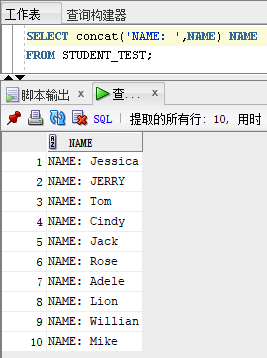 工作表 查询构建器
SELECT concat('NAME: ',NAME) NAME
FROM STUDENT_TEST;
脚本输出 × 查... ×
SQL | 提取的所有行: 10, 用时
NAME
1 NAME: Jessica
2 NAME: JERRY
3 NAME: Tom
4 NAME: Cindy
5 NAME: Jack
6 NAME: Rose
7 NAME: Adele
8 NAME: Lion
9 NAME: Willian
10 NAME: Mike